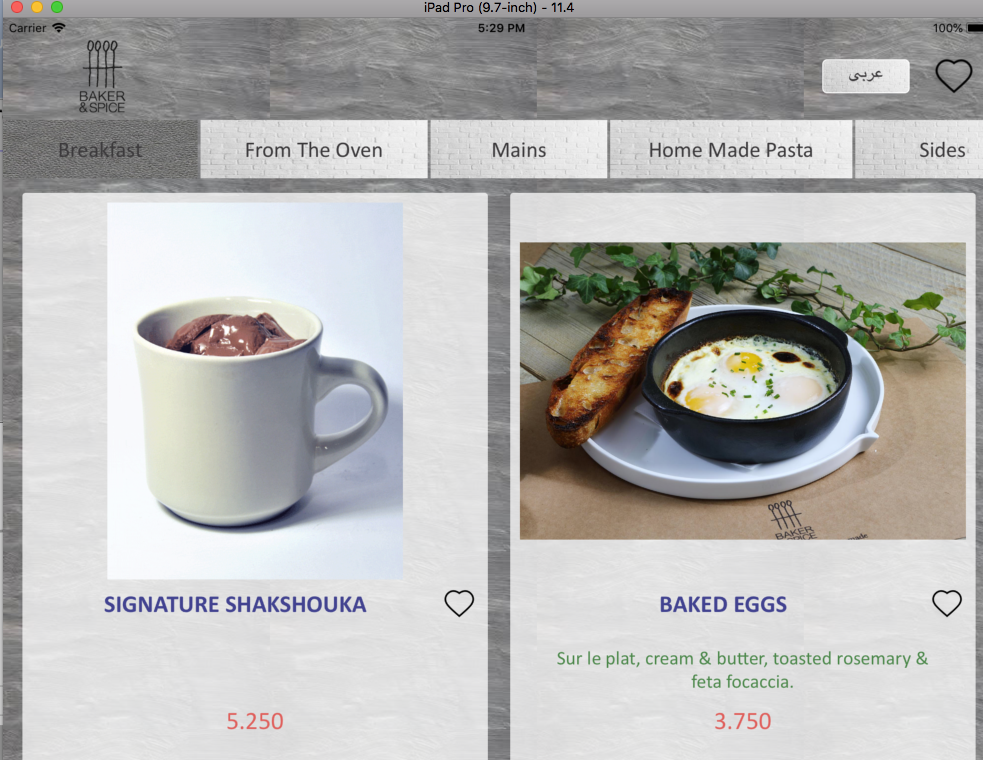 iPad Pro (9.7-inch) - 11.4
Carrier
5:29 PM
100%
BAKER
&SPICE
عربى
Breakfast
From The Oven
Mains
Home Made Pasta
Sides
SIGNATURE SHAKSHOUKA
5.250
BAKER
SPICE
BAKED EGGS
Sur le plat, cream & butter, toasted rosemary &
feta focaccia.
3.750